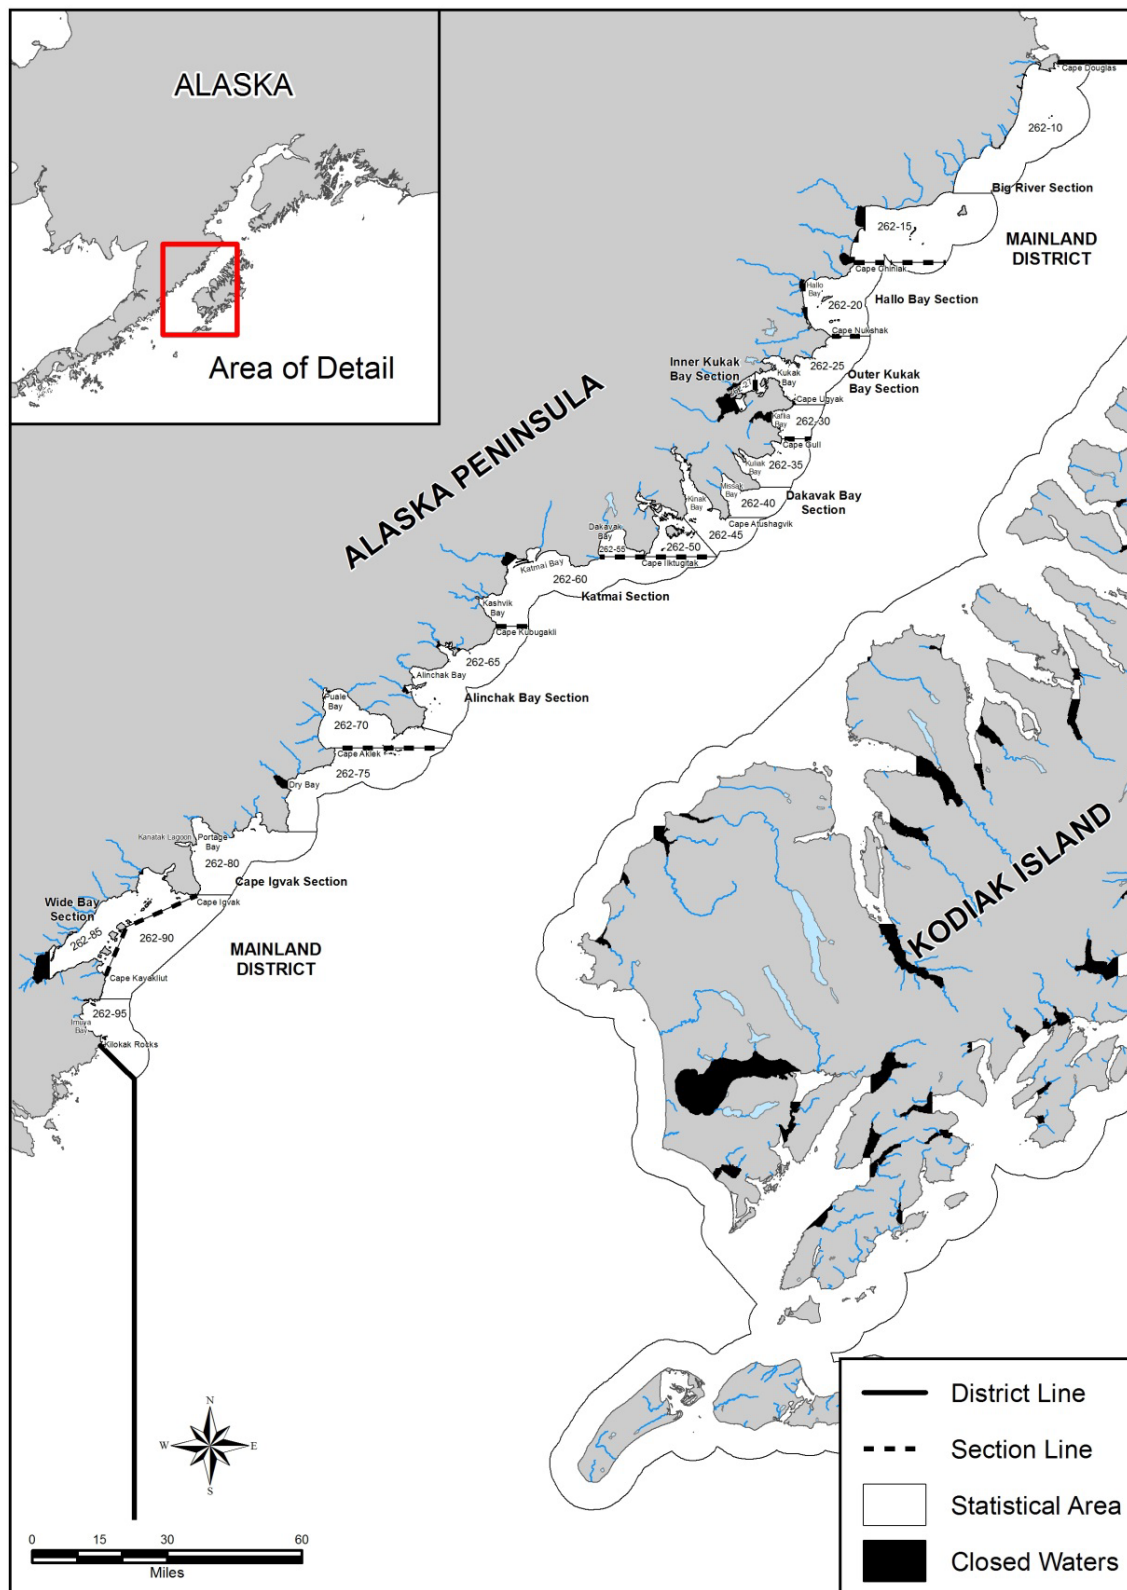 ALASKA
Area of Detail
Cape Douglas
262-10
Big River Section
262-15
MAINLAND
DISTRICT
Cape Chiniak
Hallo
Bay
Hallo Bay Section
262-20
Cape Nukshak
262-25
Inner Kukak
Bay Section
Kukak
Bay
Outer Kukak
Bay Section
Cape Ugyak
Kaflia
Bay
262-30
Cape Gull
Kuliak
Bay
262-35
Missak
Bay
262-40
Dakavak Bay
Section
Kinak
Bay
Cape Atushagvik
262-45
Dakavak
Bay
262-50
262-55
Cape Ilktugitak
ALASKA PENINSULA
Katmai Bay
262-60
Katmai Section
Kashvik
Bay
Cape Kubugakli
262-65
Alinchak Bay
Alinchak Bay Section
Puale
Bay
262-70
Cape Aklek
262-75
Dry Bay
Kanatak Lagoon
Portage
Bay
262-80
Cape Igvak Section
Cape Igvak
Wide Bay
Section
262-85
262-90
MAINLAND
DISTRICT
Cape Kayakliut
262-95
Imuya
Bay
Kilokak Rocks
KODIAK ISLAND
N
W
E
S
0 15 30 60
Miles
District Line
Section Line
Statistical Area
Closed Waters